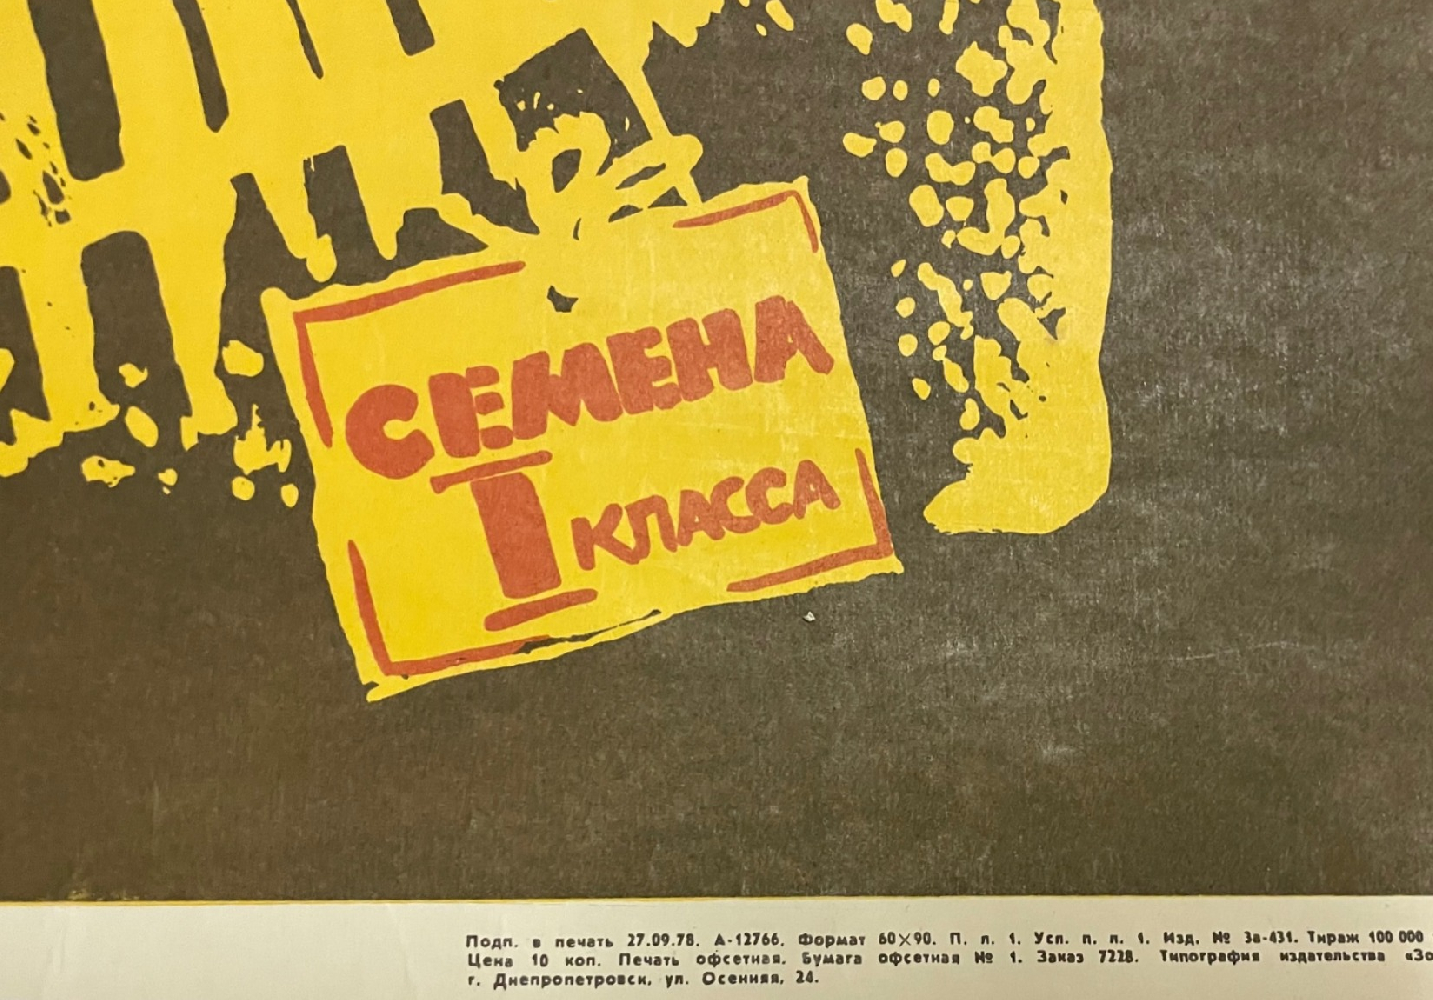 СЕМЕНА
I КЛАССА
Подп. в печать 27.09.78. А-12766. Формат 60×90. П. л. 1. Усл. п. л. 1. Изд. № За-431. Тираж 100 000
Цена 10 коп. Печать офсетная. Бумага офсетная № 1. Заказ 7228. Типография издательства
г. Днепропетровск, ул. Осенняя, 24.